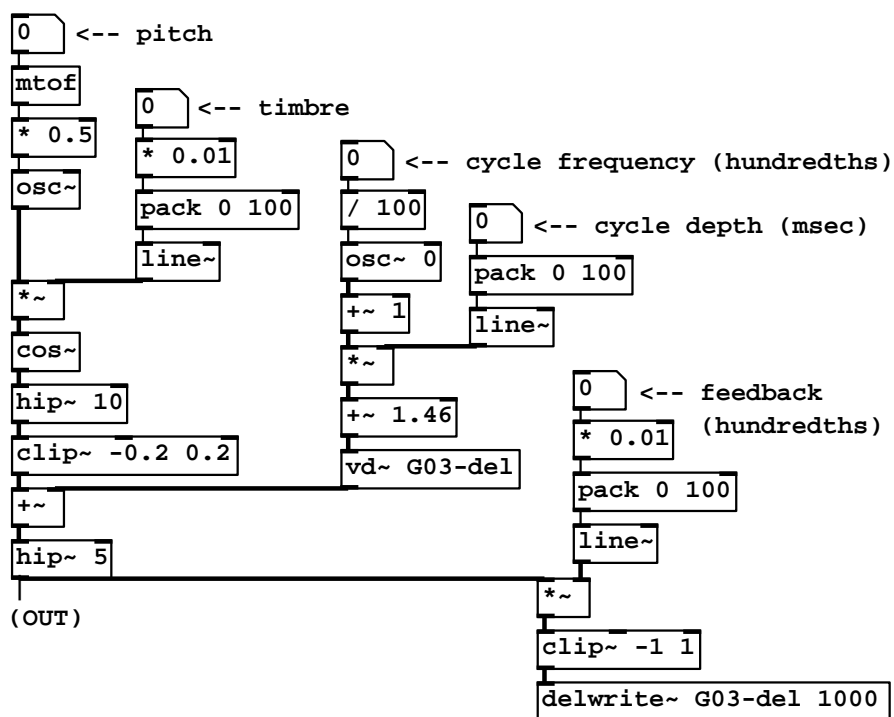 0 <-- pitch
mtof
* 0.5
osc~
0 <-- timbre
* 0.01
pack 0 100
line~
*~
cos~
hip~ 10
clip~ -0.2 0.2
0 <-- cycle frequency (hundredths)
/ 100
osc~ 0
+~ 1
0 <-- cycle depth (msec)
pack 0 100
line~
*~
+~ 1.46
vd~ G03-del
+~
hip~ 5
(OUT)
0 <-- feedback
(hundredths)
* 0.01
pack 0 100
line~
*~
clip~ -1 1
delwrite~ G03-del 1000